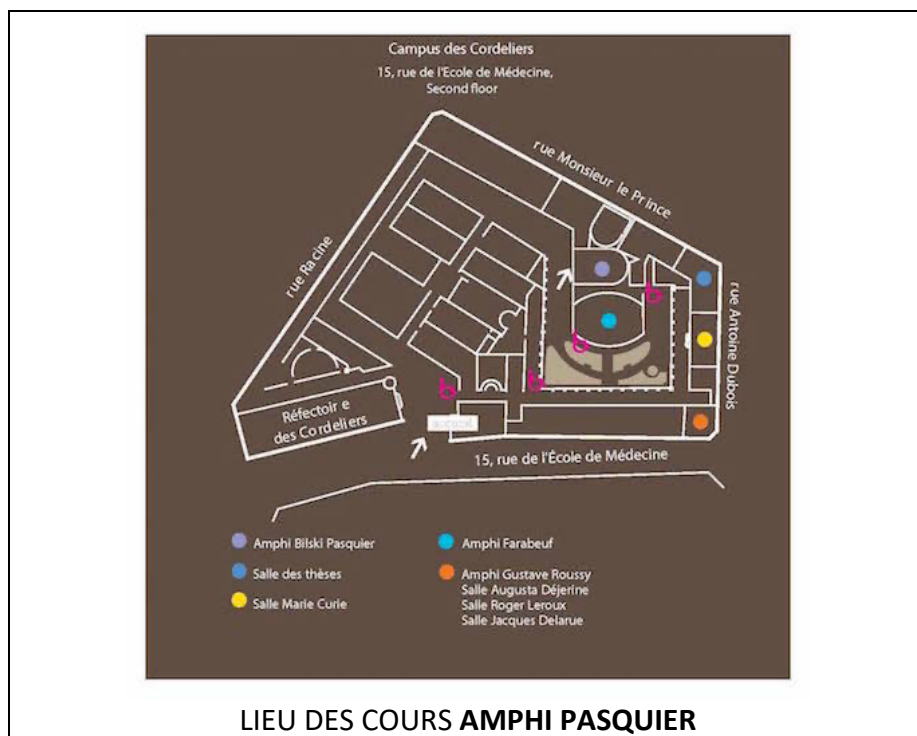 Campus des Cordeliers
15, rue de l'Ecole de Médecine,
Second floor
rue Monsieur le Prince
rue Racine
rue Antoine Dubois
Réfectoir e
des Cordeliers
15, rue de l'École de Médecine
Amphi Bilski Pasquier
Salle des thèses
Salle Marie Curie
Amphi Farabeuf
Amphi Gustave Roussy
Salle Augusta Déjerine
Salle Roger Leroux
Salle Jacques Delarue
LIEU DES COURS AMPHI PASQUIER